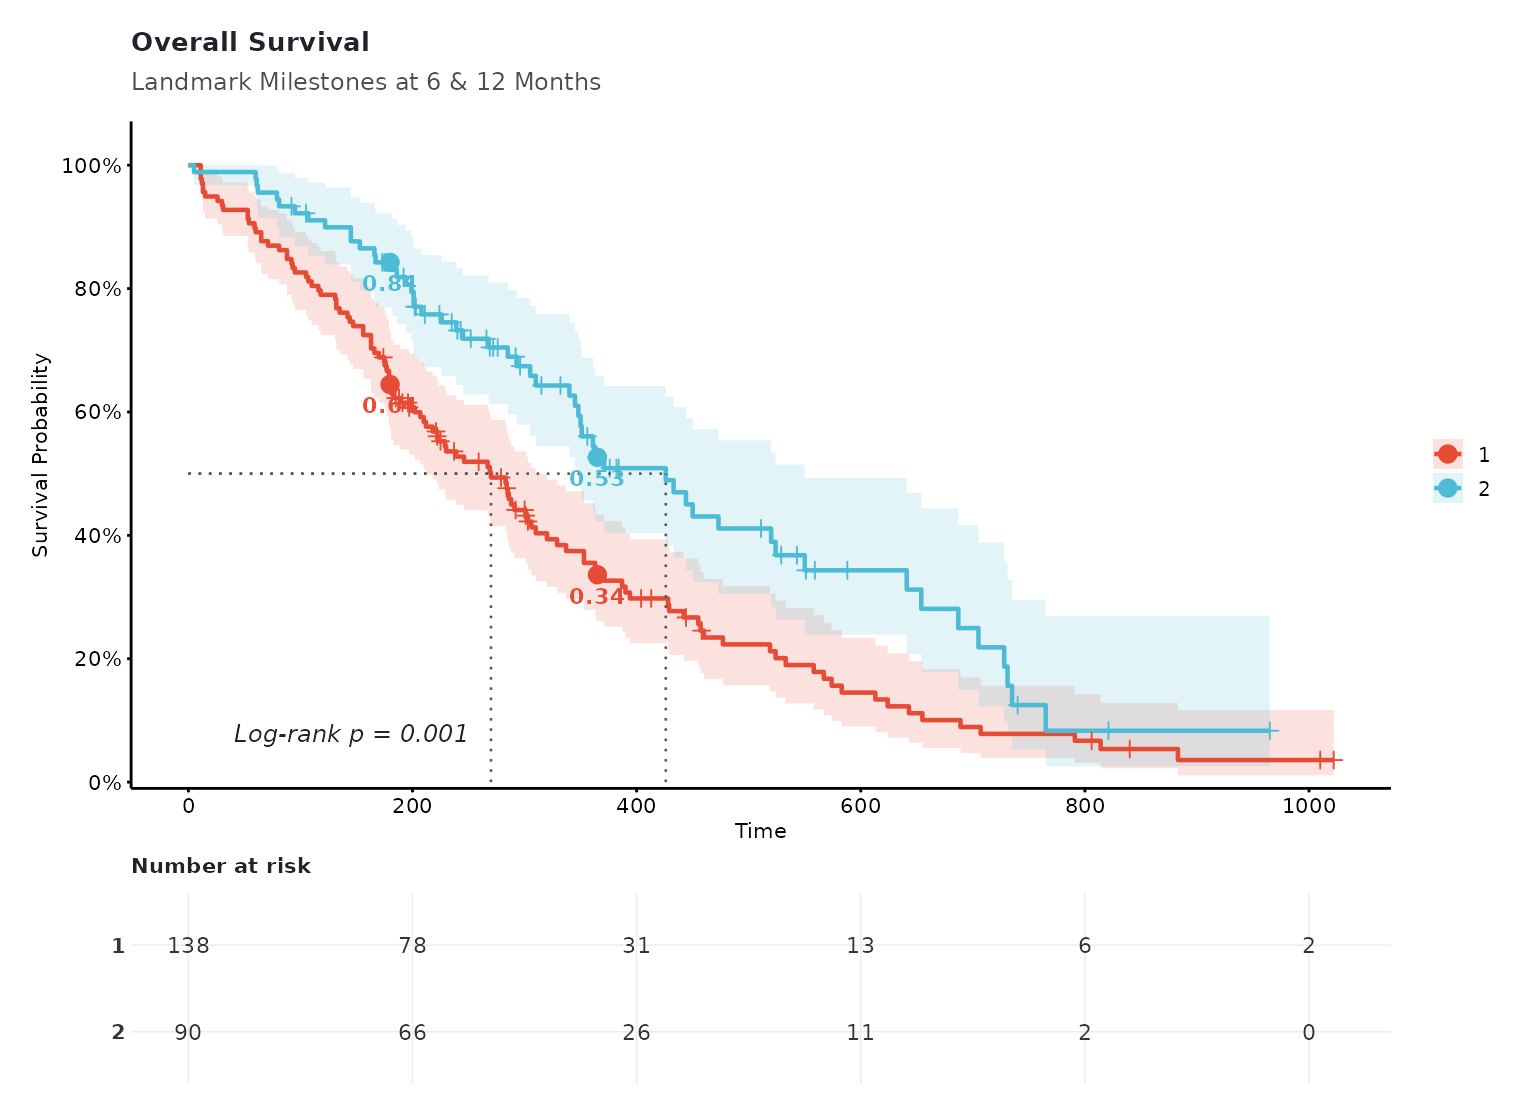 Overall Survival
Landmark Milestones at 6 & 12 Months
Survival Probability
100%
80%
60%
40%
20%
0%
0.84
0.53
0.34
Log-rank p = 0.001
1
2
0 200 400 600 800 1000
Time
Number at risk
1 138 78 31 13 6 2
2 90 66 26 11 2 0